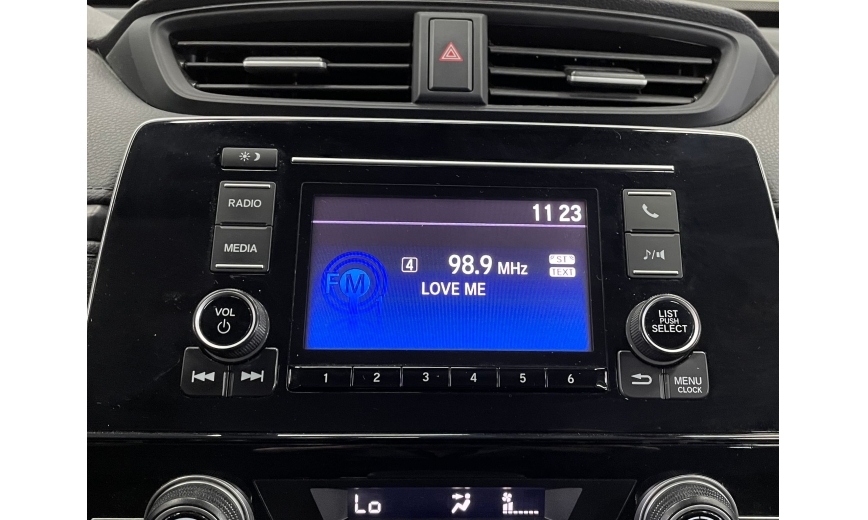 RADIO
MEDIA
VOL
11 23
4 98.9 MHz ST
TEXT
FM1
LOVE ME
LIST
PUSH
SELECT
1 2 3 4 5 6
MENU
CLOCK
Lo